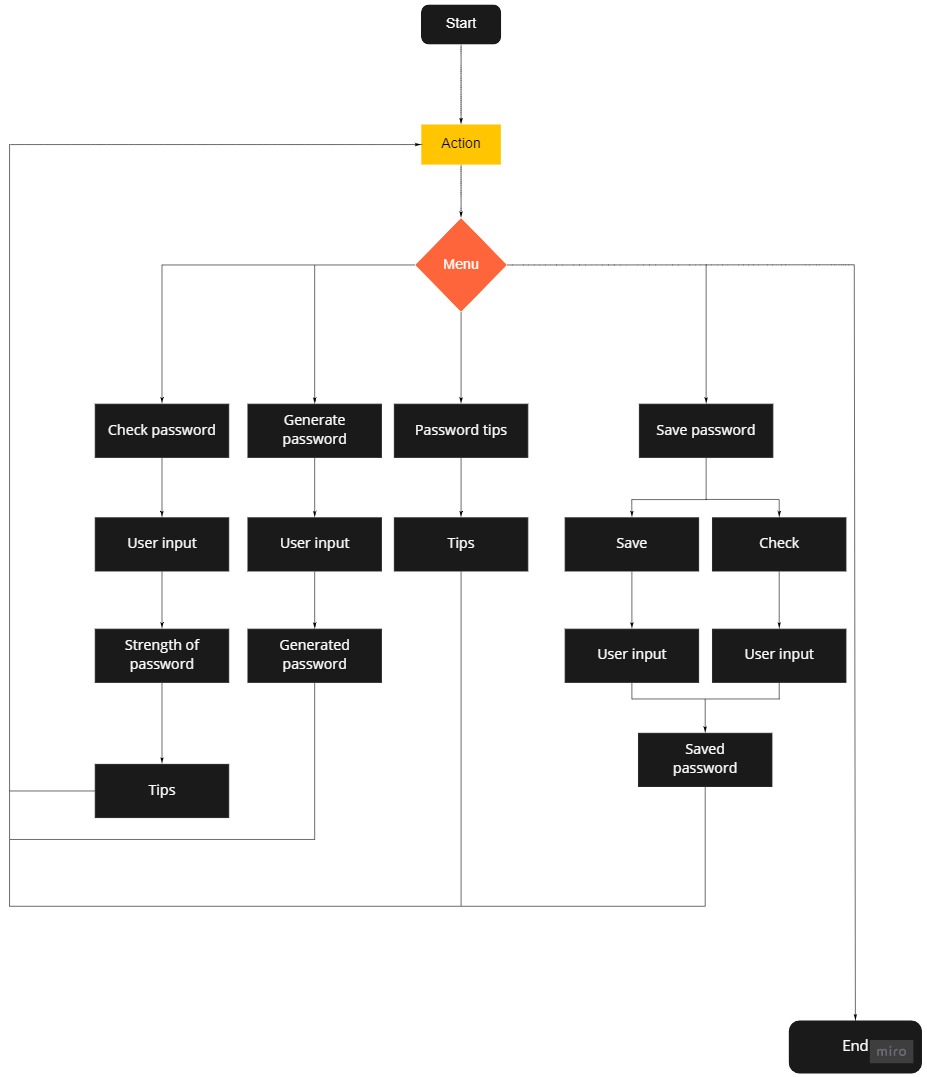 Start
Action
Menu
Check password
Generate
password
Password tips
Save password
User input
User input
Tips
Save
Check
Strength of
password
Generated
password
User input
User input
Saved
password
Tips
End
miro